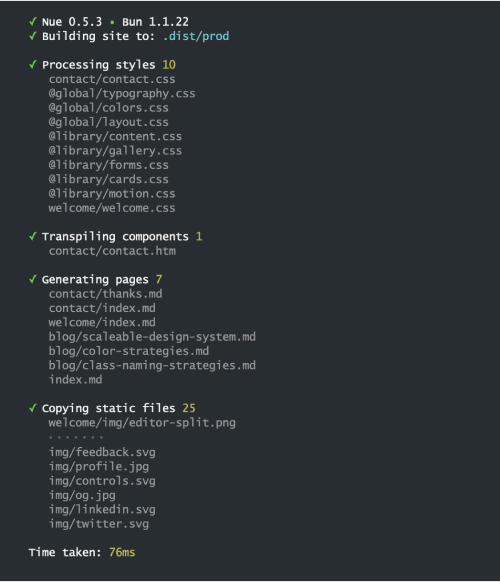 ✓ Nue 0.5.3 • Bun 1.1.22
✓ Building site to: .dist/prod
✓ Processing styles 10
contact/contact.css
@global/typography.css
@global/colors.css
@global/layout.css
@library/content.css
@library/gallery.css
@library/forms.css
@library/cards.css
@library/motion.css
welcome/welcome.css
✓ Transpiling components 1
contact/contact.htm
✓ Generating pages 7
contact/thanks.md
contact/index.md
welcome/index.md
blog/scaleable-design-system.md
blog/color-strategies.md
blog/class-naming-strategies.md
index.md
✓ Copying static files 25
welcome/img/editor-split.png
. . . . . . .
img/feedback.svg
img/profile.jpg
img/controls.svg
img/og.jpg
img/linkedin.svg
img/twitter.svg
Time taken: 76ms